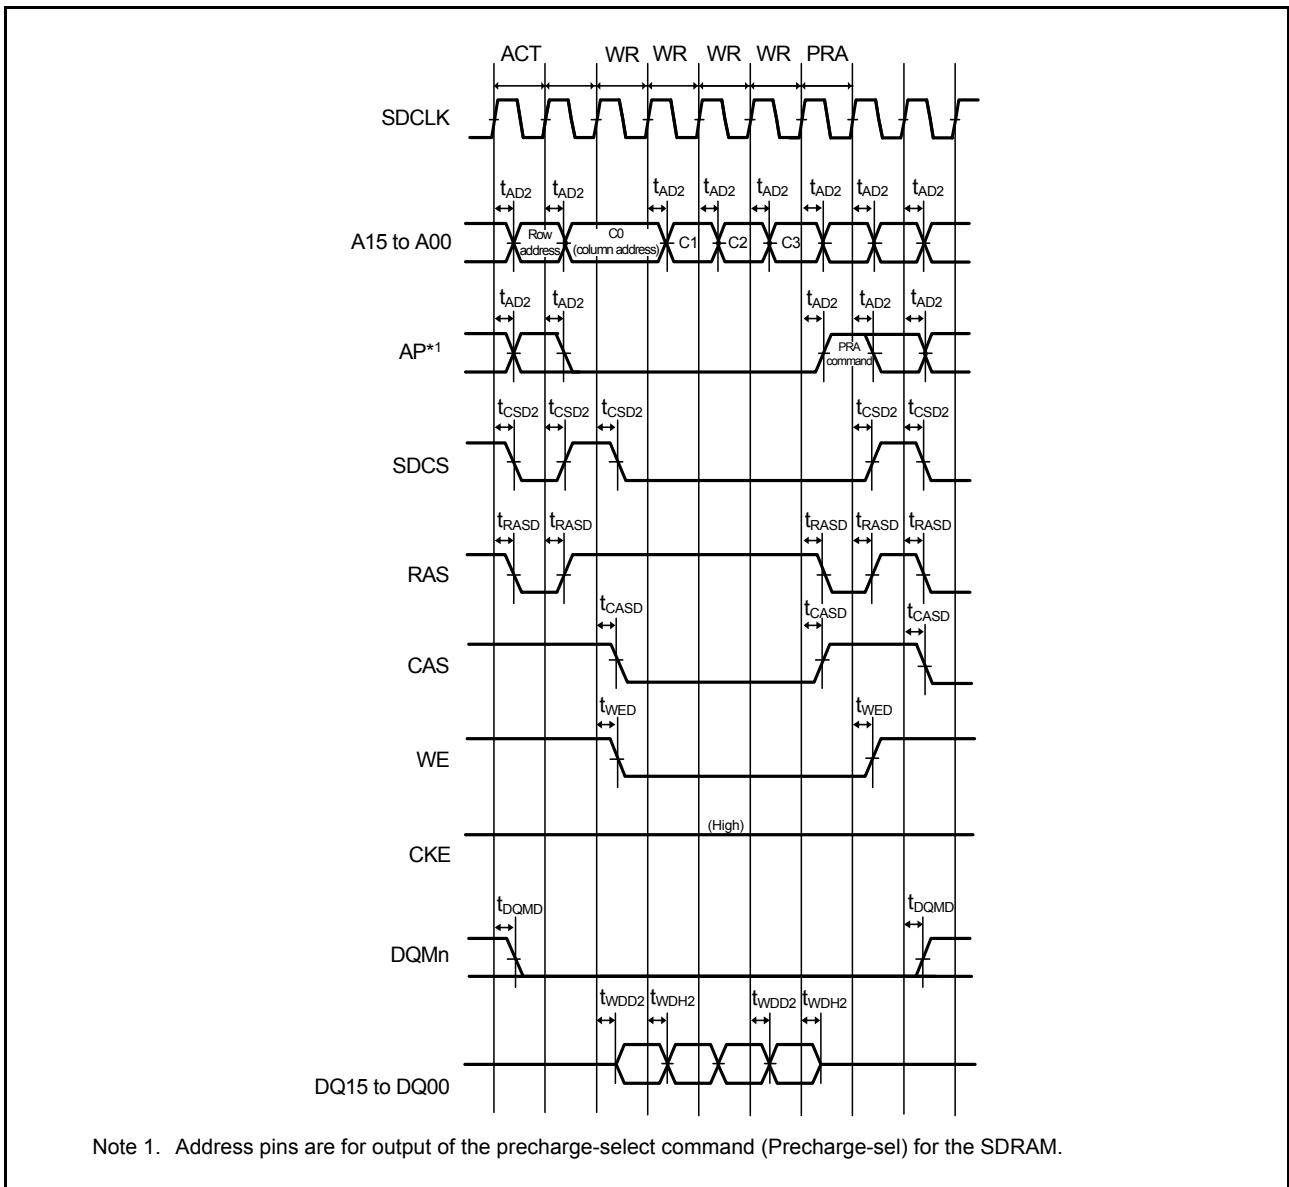 ACT WR WR WR WR PRA
SDCLK
tAD2 tAD2 tAD2 tAD2 tAD2 tAD2 tAD2 tAD2
A15 to A00
Row address
C0 (column address)
C1 C2 C3
tAD2 tAD2 tAD2 tAD2 tAD2
AP*1
PRA command
tCSD2 tCSD2 tCSD2 tCSD2 tCSD2
SDCS
tRASD tRASD tRASD tRASD tRASD
RAS
tCASD tCASD tCASD
CAS
tWED tWED
WE
(High)
CKE
tDQMD tDQMD
DQMn
tWDD2 tWDH2 tWDD2 tWDH2
DQ15 to DQ00
Note 1. Address pins are for output of the precharge-select command (Precharge-sel) for the SDRAM.